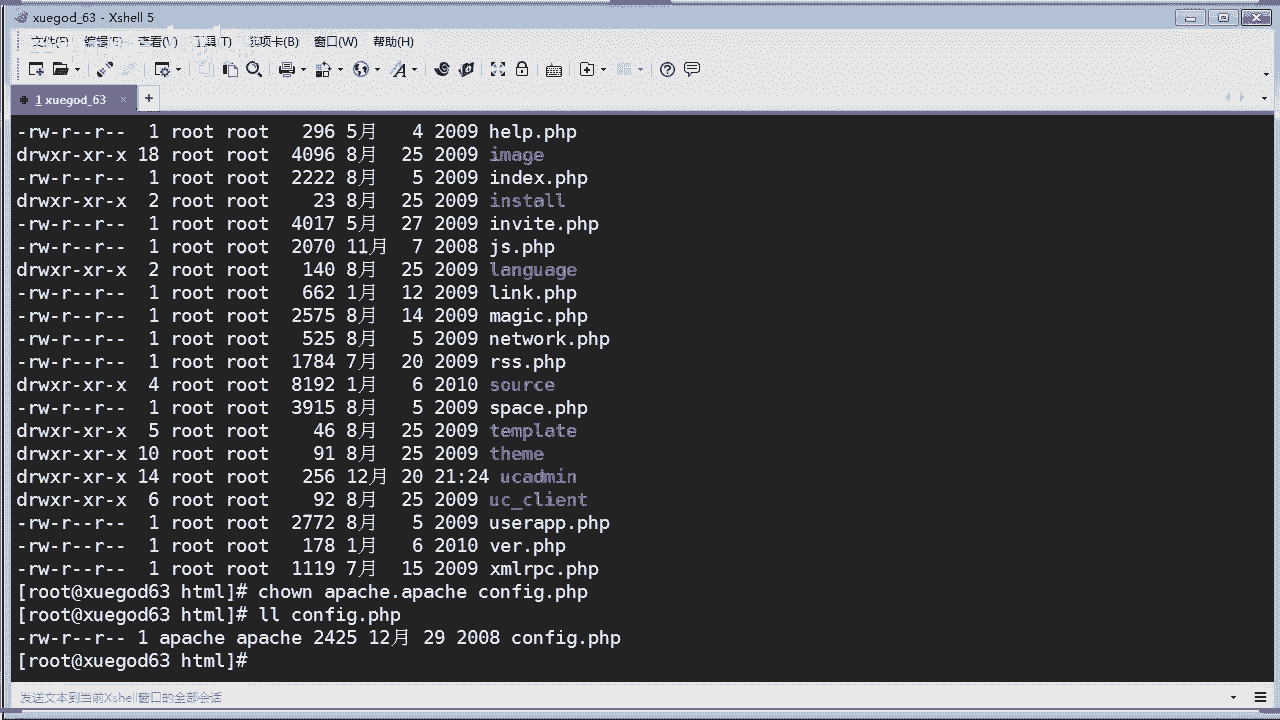 xuegod_63 - Xshell 5
文件(F) 编辑(E) 查看(V) 工具(T) 选项卡(B) 窗口(W) 帮助(H)
1 xuegod_63 × +
-rw-r--r-- 1 root root 296 5月 4 2009 help.php
drwxr-xr-x 18 root root 4096 8月 25 2009 image
-rw-r--r-- 1 root root 2222 8月 5 2009 index.php
drwxr-xr-x 2 root root 23 8月 25 2009 install
-rw-r--r-- 1 root root 4017 5月 27 2009 invite.php
-rw-r--r-- 1 root root 2070 11月 7 2008 js.php
drwxr-xr-x 2 root root 140 8月 25 2009 language
-rw-r--r-- 1 root root 662 1月 12 2009 link.php
-rw-r--r-- 1 root root 2575 8月 14 2009 magic.php
-rw-r--r-- 1 root root 525 8月 5 2009 network.php
-rw-r--r-- 1 root root 1784 7月 20 2009 rss.php
drwxr-xr-x 4 root root 8192 1月 6 2010 source
-rw-r--r-- 1 root root 3915 8月 5 2009 space.php
drwxr-xr-x 5 root root 46 8月 25 2009 template
drwxr-xr-x 10 root root 91 8月 25 2009 theme
drwxr-xr-x 14 root root 256 12月 20 21:24 ucadmin
drwxr-xr-x 6 root root 92 8月 25 2009 uc_client
-rw-r--r-- 1 root root 2772 8月 5 2009 userapp.php
-rw-r--r-- 1 root root 178 1月 6 2010 ver.php
-rw-r--r-- 1 root root 1119 7月 15 2009 xmlrpc.php
[root@xuegod63 html]# chown apache.apache config.php
[root@xuegod63 html]# ll config.php
-rw-r--r-- 1 apache apache 2425 12月 29 2008 config.php
[root@xuegod63 html]#
发送文本到当前Xshell窗口的全部会话